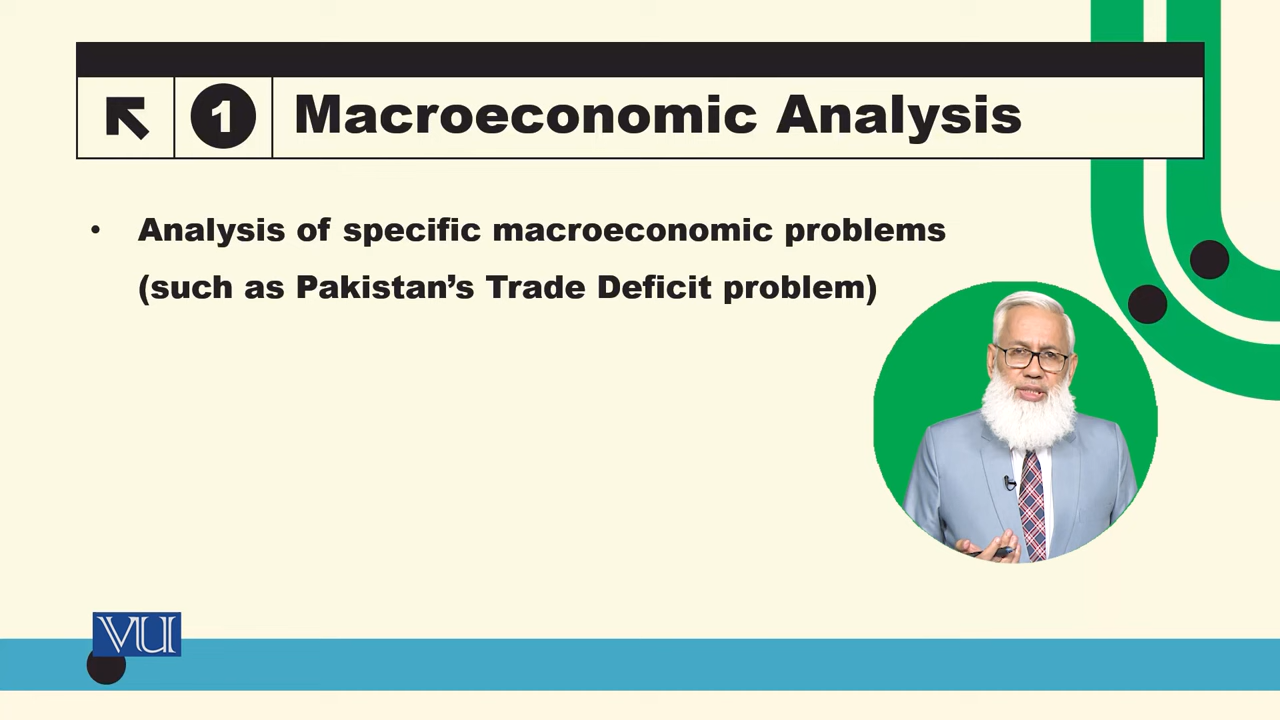 1 Macroeconomic Analysis
• Analysis of specific macroeconomic problems
(such as Pakistan’s Trade Deficit problem)
VU